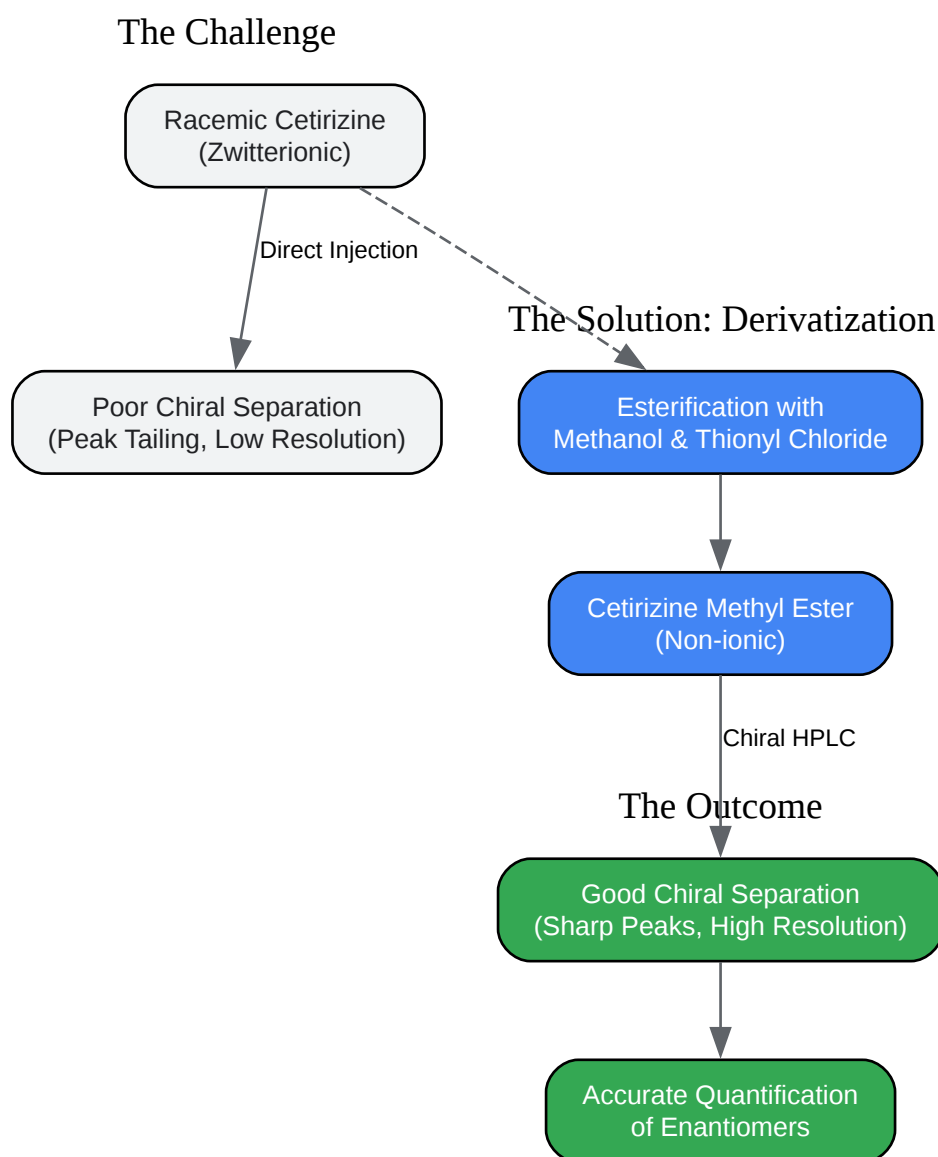 The Challenge
Racemic Cetirizine
(Zwitterionic)
Direct Injection
Poor Chiral Separation
(Peak Tailing, Low Resolution)
The Solution: Derivatization
Esterification with
Methanol & Thionyl Chloride
Cetirizine Methyl Ester
(Non-ionic)
Chiral HPLC
The Outcome
Good Chiral Separation
(Sharp Peaks, High Resolution)
Accurate Quantification
of Enantiomers